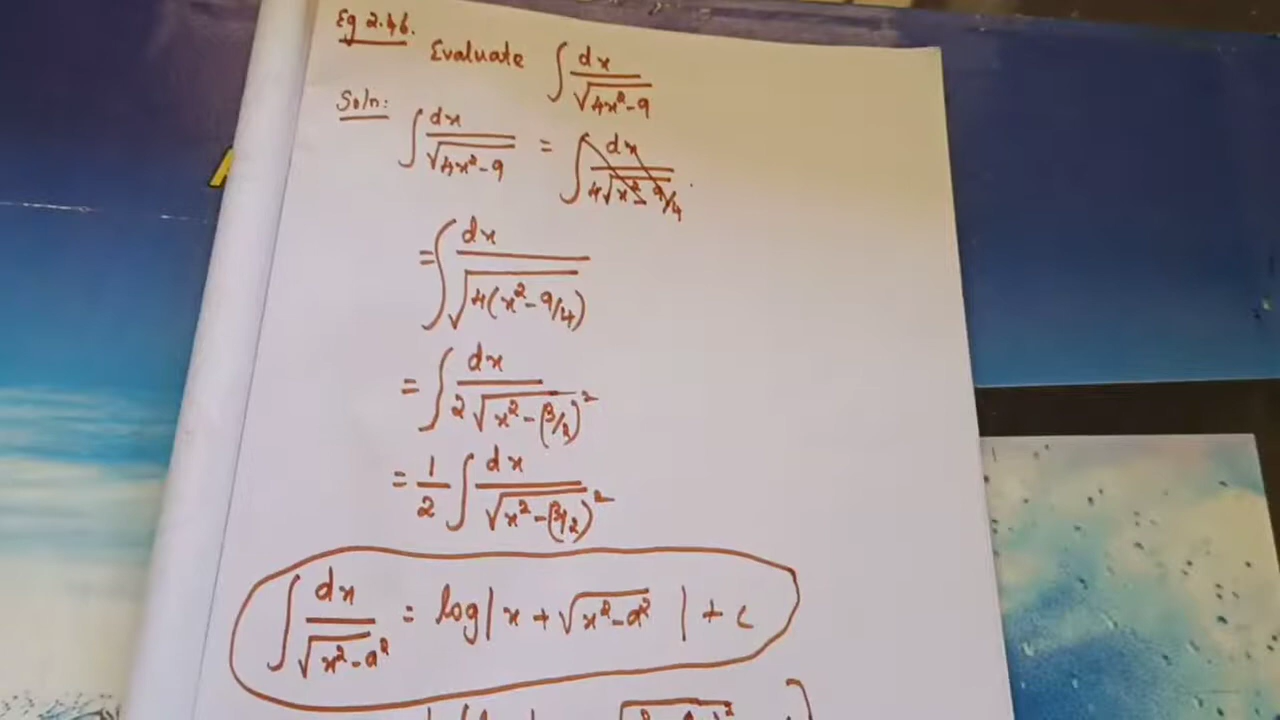 Eg 2.46.
Evaluate ∫ dx / √(4x²-9)
Soln:
∫ dx / √(4x²-9) = ∫ dx / 4√(x²-9/4)
= ∫ dx / √(4(x²-9/4))
= ∫ dx / 2√(x²-(3/2)²)
= 1/2 ∫ dx / √(x²-(3/2)²)
∫ dx / √(x²-a²) = log|x+√(x²-a²)|+c